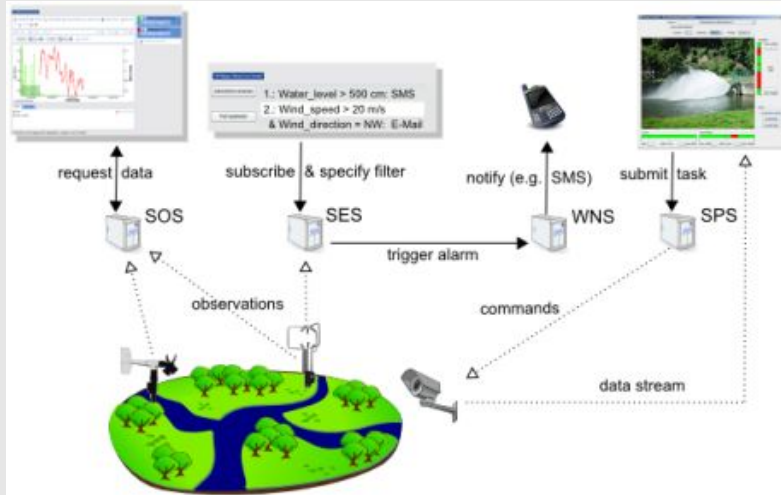 1.: Water_level > 500 cm: SMS
2.: Wind_speed > 20 m/s
& Wind_direction = NW: E-Mail
request data
subscribe & specify filter
notify (e.g. SMS)
submit task
SOS
SES
WNS
SPS
trigger alarm
observations
commands
data stream